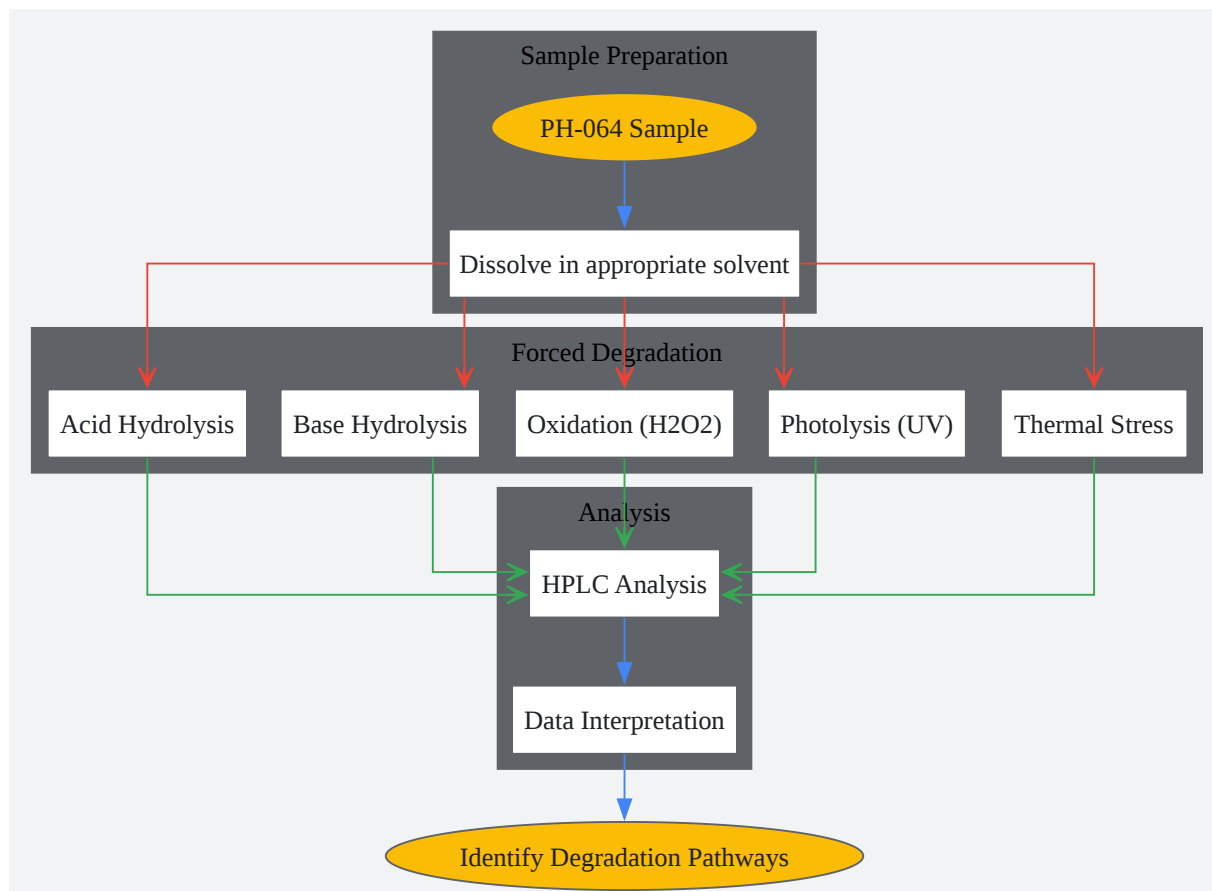 Sample Preparation
PH-064 Sample
Dissolve in appropriate solvent
Forced Degradation
Acid Hydrolysis
Base Hydrolysis
Oxidation (H2O2)
Photolysis (UV)
Thermal Stress
Analysis
HPLC Analysis
Data Interpretation
Identify Degradation Pathways